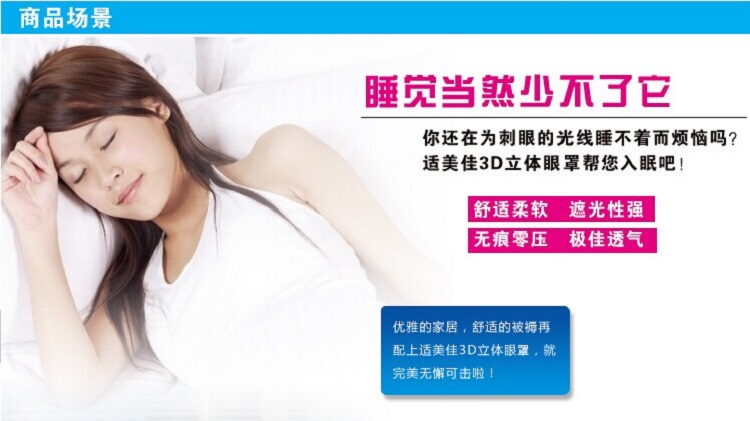 商品场景
睡觉当然少不了它
你还在为刺眼的光线睡不着而烦恼吗?
适美佳3D立体眼罩帮您入眠吧!
舒适柔软 遮光性强
无痕零压 极佳透气
优雅的家居，舒适的被褥再
配上适美佳3D立体眼罩，就
完美无懈可击啦！